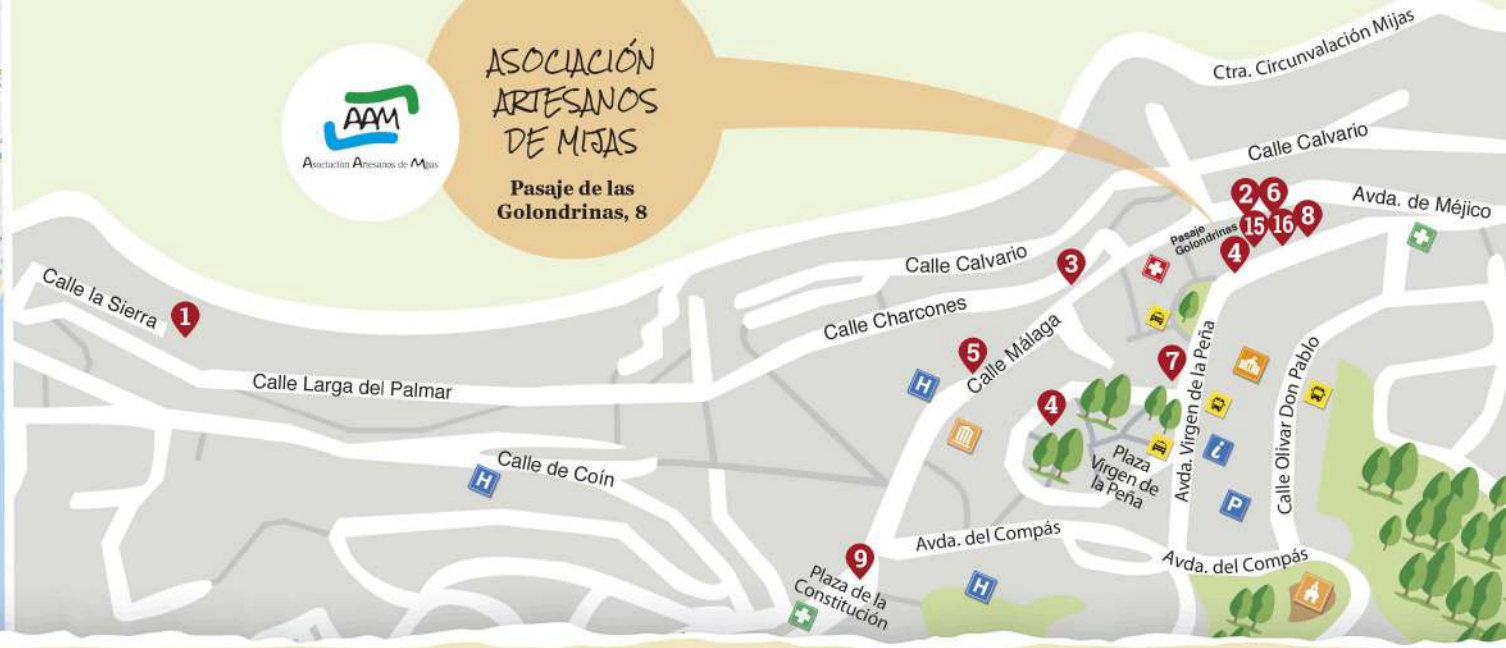 ASOCIACIÓN
ARTESANOS
DE MIJAS
Pasaje de las
Golondrinas, 8
AAM
Asociación Artesanos de Mijas
Ctra. Circunvalación Mijas
Calle Calvario
Avda. de Méjico
2
6
15
16
8
4
Pasaje
Golondrinas
Calle Calvario
3
Calle la Sierra
1
Calle Charcones
5
Calle Málaga
H
7
Avda. Virgen de la Peña
Calle Olivar Don Pablo
Calle Larga del Palmar
4
Plaza
Virgen de
la Peña
i
P
H
Calle de Coín
Avda. del Compás
Avda. del Compás
9
Plaza de la
Constitución
H